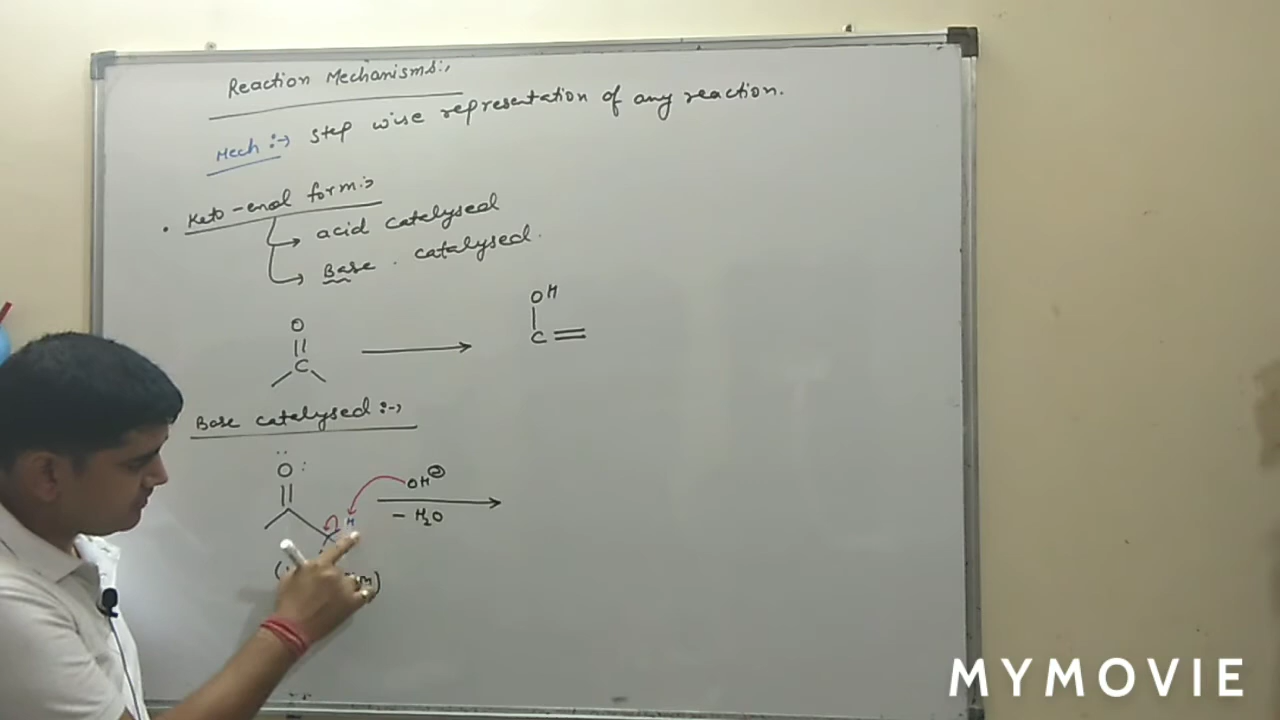 Reaction Mechanisms:,
Mech :→ step wise representation of any reaction.
• Keto-enol form:>
→ acid catalysed
→ Base . catalysed.
O
||
C
→
OH
|
C =
Base catalysed :→
O
||
H
OH⊖
→
- H₂O
MYMOVIE